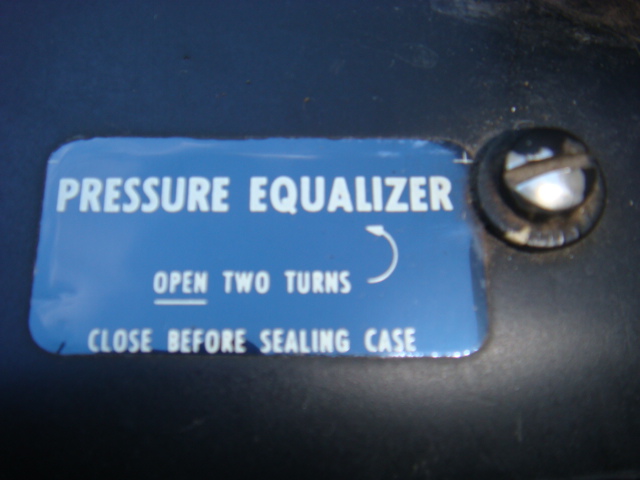 PRESSURE EQUALIZER
OPEN TWO TURNS
CLOSE BEFORE SEALING CASE